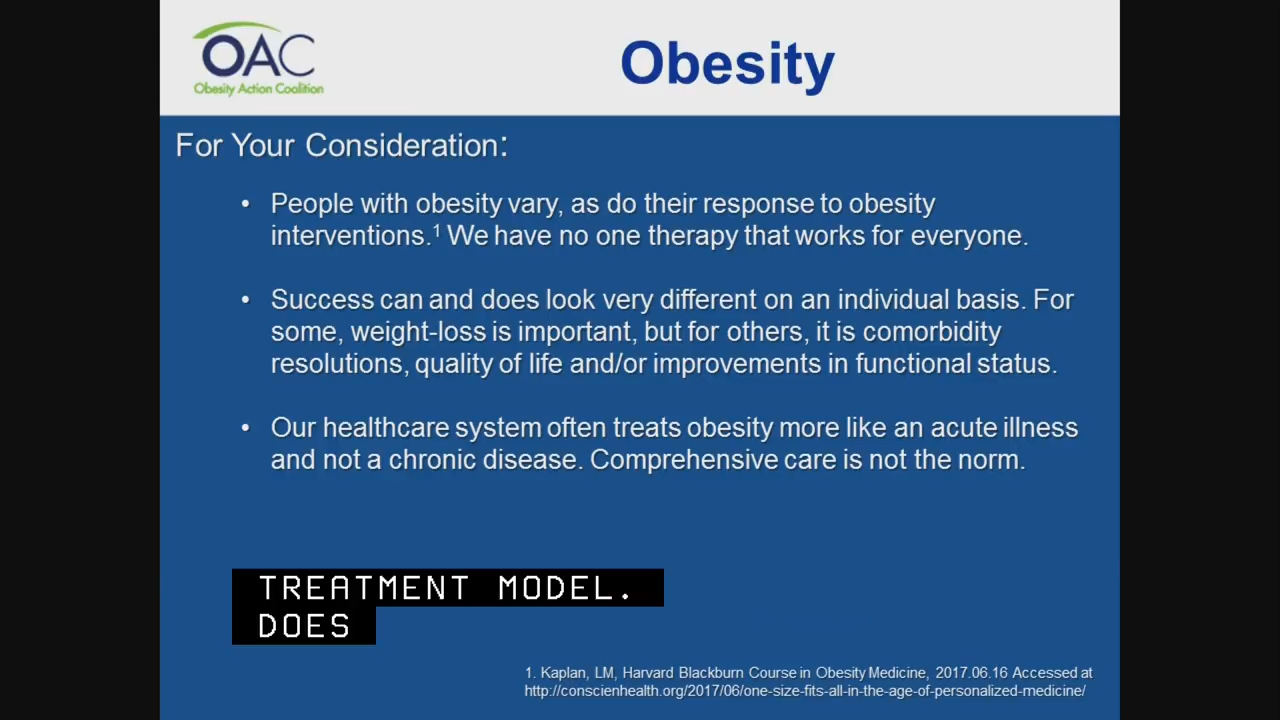 OAC
Obesity Action Coalition
Obesity
For Your Consideration:
• People with obesity vary, as do their response to obesity
interventions.¹ We have no one therapy that works for everyone.
• Success can and does look very different on an individual basis. For
some, weight-loss is important, but for others, it is comorbidity
resolutions, quality of life and/or improvements in functional status.
• Our healthcare system often treats obesity more like an acute illness
and not a chronic disease. Comprehensive care is not the norm.
TREATMENT MODEL.
DOES
1. Kaplan, LM, Harvard Blackburn Course in Obesity Medicine, 2017.06.16 Accessed at
http://conscienhealth.org/2017/06/one-size-fits-all-in-the-age-of-personalized-medicine/